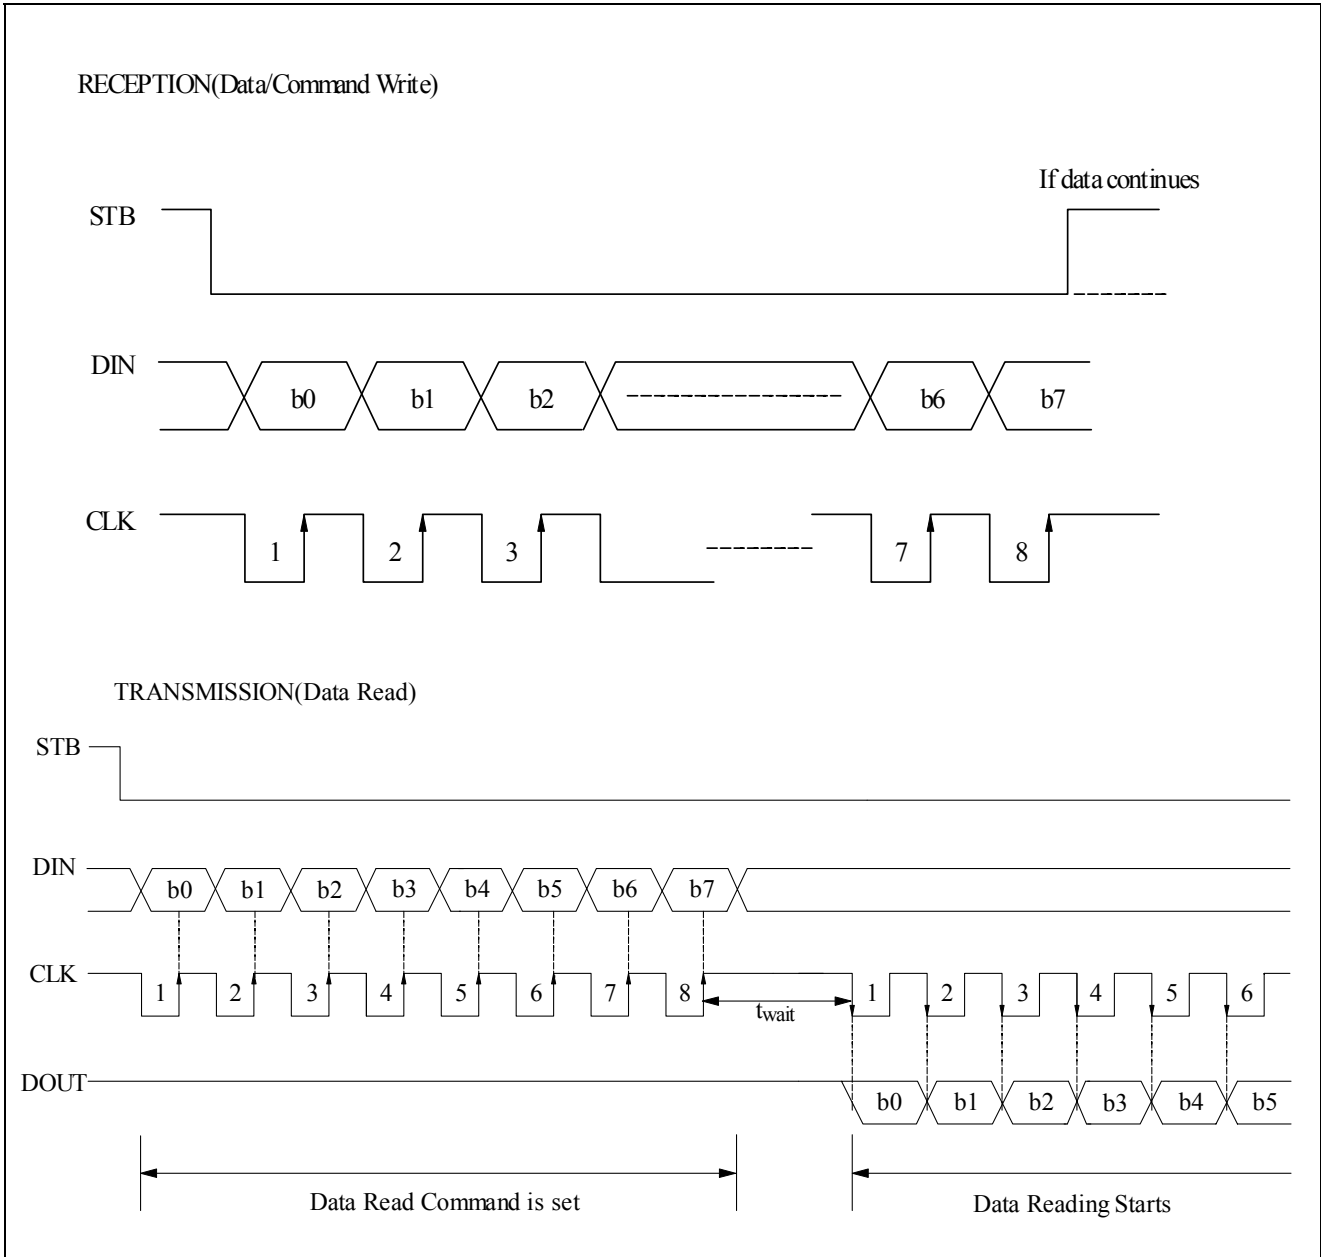 RECEPTION(Data/Command Write)
If data continues
STB
DIN
b0 b1 b2 b6 b7
CLK
1 2 3 7 8
TRANSMISSION(Data Read)
STB
DIN
b0 b1 b2 b3 b4 b5 b6 b7
CLK
1 2 3 4 5 6 7 8 twait 1 2 3 4 5 6
DOUT
b0 b1 b2 b3 b4 b5
Data Read Command is set
Data Reading Starts